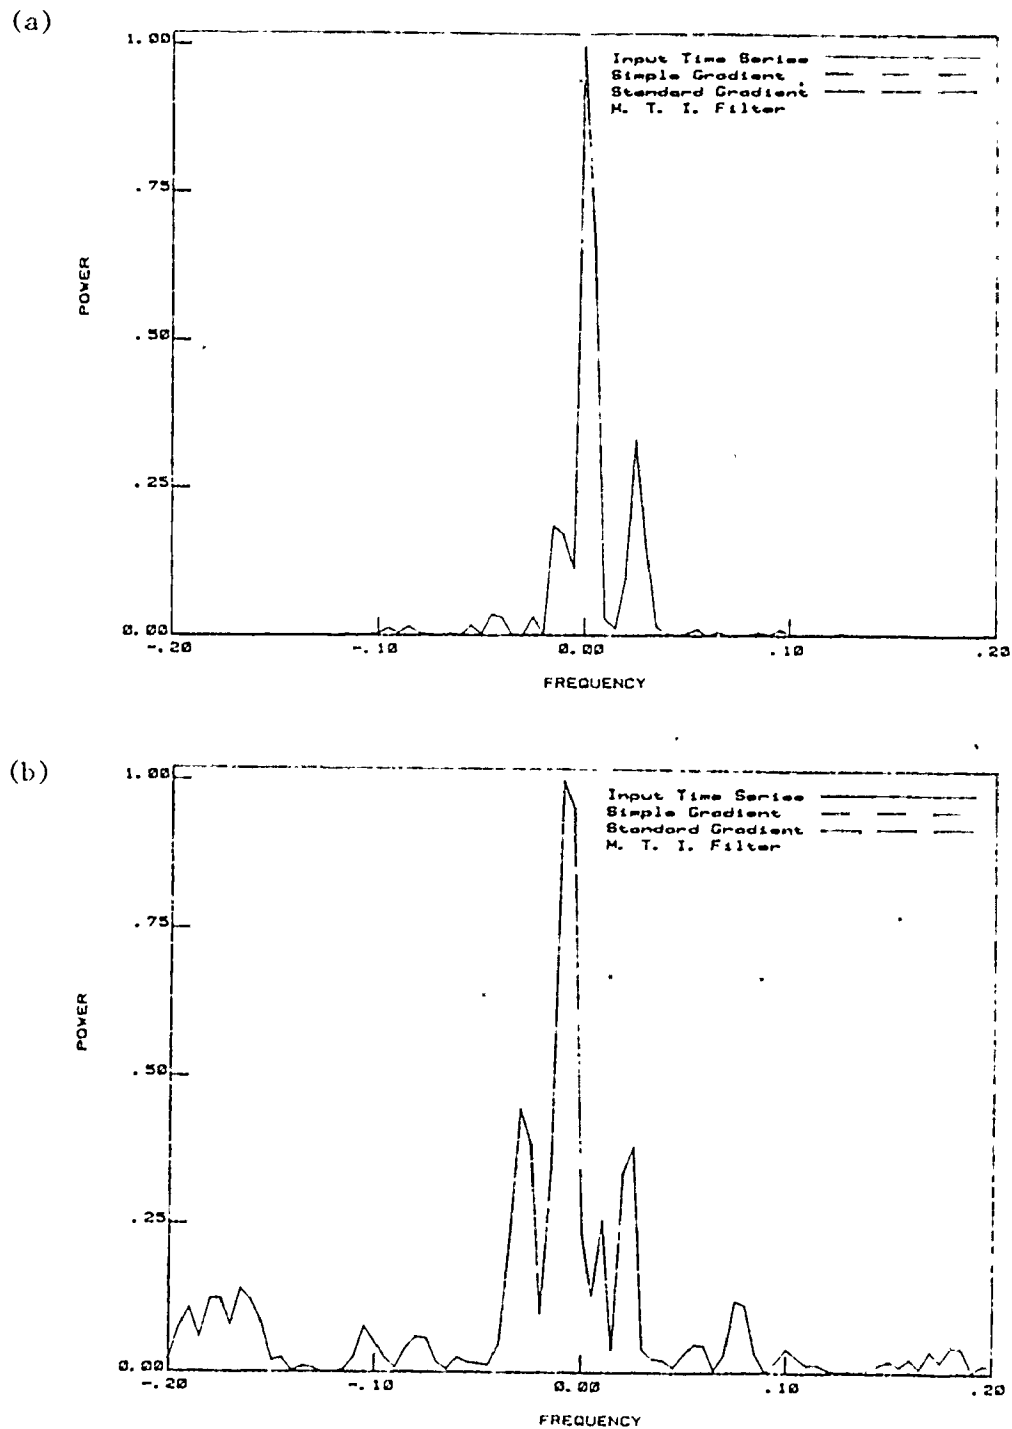 (a)
1.00
Input Time Series
Simple Gradient
Standard Gradient
M. T. I. Filter
.75
POWER
.50
.25
0.00
-.20
-.10
0.00
.10
.20
FREQUENCY
(b)
1.00
Input Time Series
Simple Gradient
Standard Gradient
M. T. I. Filter
.75
POWER
.50
.25
0.00
-.20
-.10
0.00
.10
.20
FREQUENCY